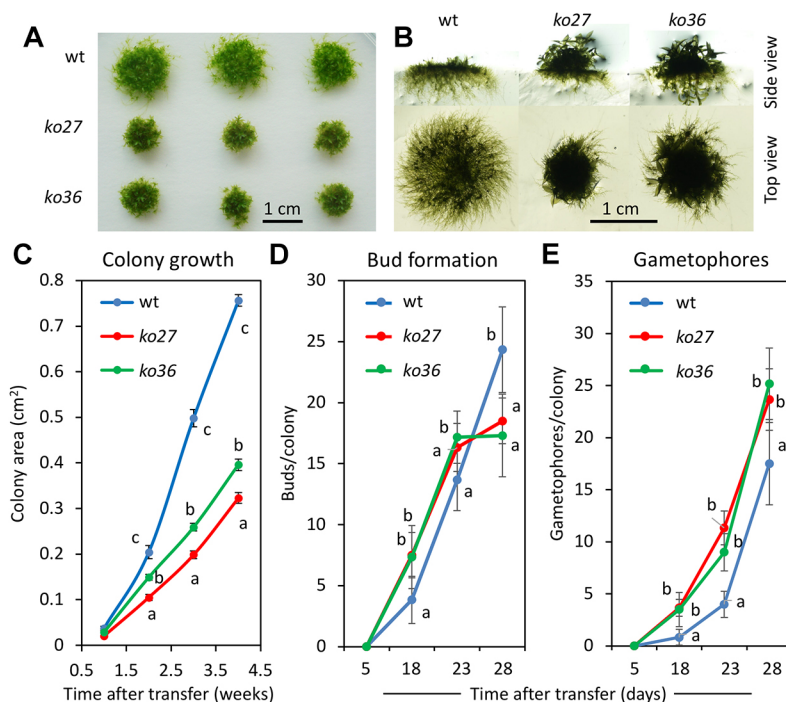 A
wt
ko27
ko36
1 cm
B
wt
ko27
ko36
Side view
Top view
1 cm
C
Colony growth
0.8
0.7
0.6
0.5
0.4
0.3
0.2
0.1
0
Colony area (cm²)
wt
ko27
ko36
c
c
c
b
b
b
a
a
a
0.5
1.5
2.5
3.5
4.5
Time after transfer (weeks)
D
Bud formation
30
25
20
15
10
5
0
Buds/colony
wt
ko27
ko36
b
a
a
b
a
a
b
b
a
5
18
23
28
E
Gametophores
35
30
25
20
15
10
5
0
Gametophores/colony
wt
ko27
ko36
b
b
a
b
b
a
b
b
a
5
18
23
28
Time after transfer (days)